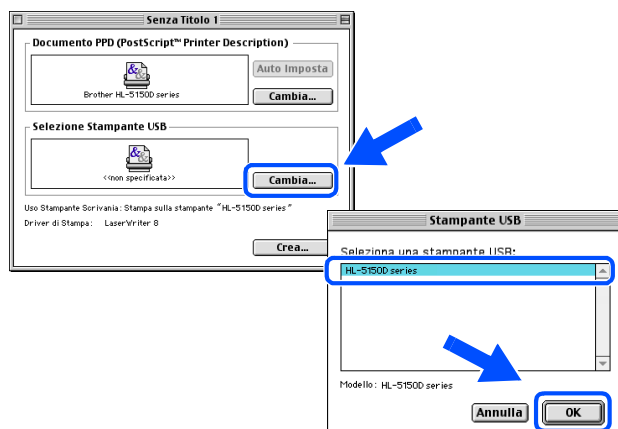 Senza Titolo 1
Documento PPD (PostScript™ Printer Description)
Brother HL-5150D series
Auto Imposta
Cambia...
Selezione Stampante USB
<<non specificata>>
Cambia...
Uso Stampante Scrivania: Stampa sulla stampante “HL-5150D series”
Driver di Stampa: LaserWriter 8
Crea...
Stampante USB
Seleziona una stampante USB:
HL-5150D series
Modello: HL-5150D series
Annulla
OK